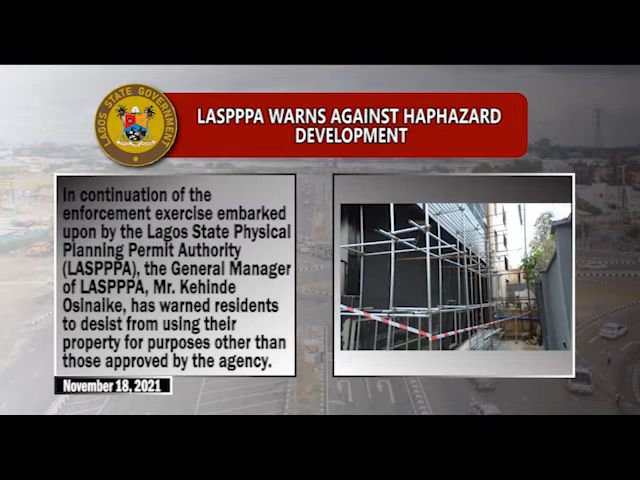 LAGOS STATE GOVERNMENT
LASPPPA WARNS AGAINST HAPHAZARD
DEVELOPMENT
In continuation of the
enforcement exercise embarked
upon by the Lagos State Physical
Planning Permit Authority
(LASPPPA), the General Manager
of LASPPPA, Mr. Kehinde
Osinaike, has warned residents
to desist from using their
property for purposes other than
those approved by the agency.
November 18, 2021